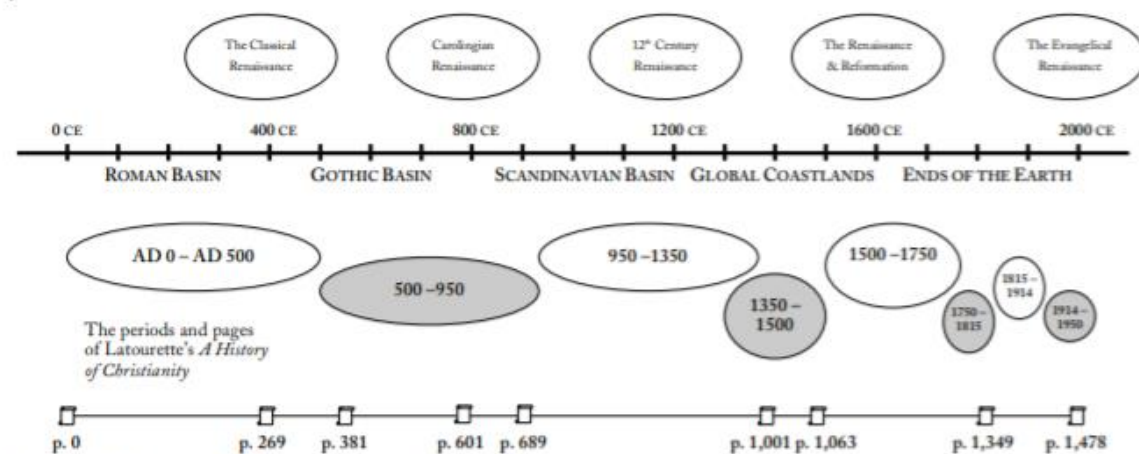 The Classical
Renaissance
Carolingian
Renaissance
12th Century
Renaissance
The Renaissance
& Reformation
The Evangelical
Renaissance
0 CE
400 CE
800 CE
1200 CE
1600 CE
2000 CE
ROMAN BASIN
GOTHIC BASIN
SCANDINAVIAN BASIN
GLOBAL COASTLANDS
ENDS OF THE EARTH
AD 0 – AD 500
500 –950
950 –1350
1350 –
1500
1500 –1750
1750 –
1815
1815 –
1914
1914 –
1950
The periods and pages
of Latourette's A History
of Christianity
p. 0
p. 269
p. 381
p. 601
p. 689
p. 1,001
p. 1,063
p. 1,349
p. 1,478